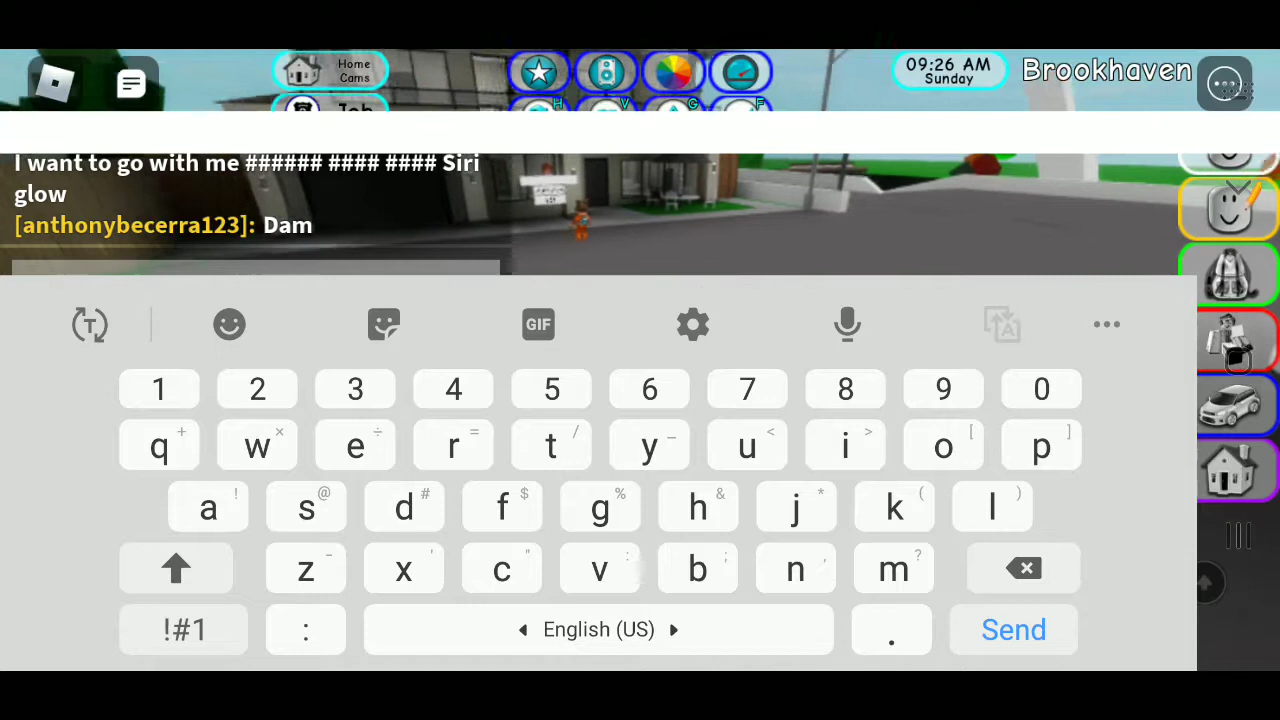 Home
Cams
Job
H
V
G
F
09:26 AM
Sunday
Brookhaven
I want to go with me ###### #### #### Siri
glow
[anthonybecerra123]: Dam
T
GIF
A
1 2 3 4 5 6 7 8 9 0
q + w × e ÷ r = t / y _ u < i > o [ p ]
a ! s @ d # f $ g % h & j * k ( l )
z - x ' c " v : b ; n , m ?
!#1 : English (US) . Send